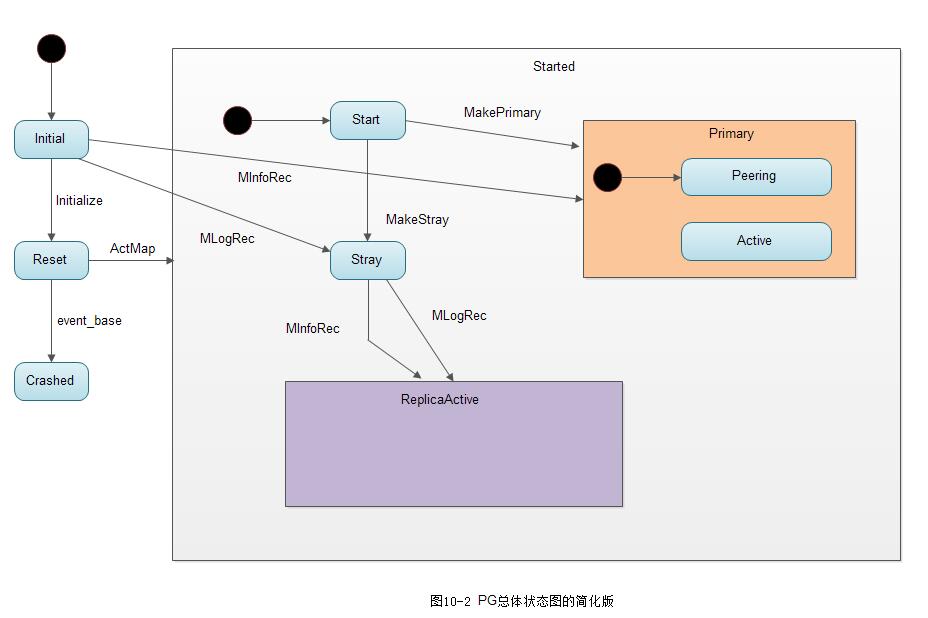 Started
Initial
Start
MakePrimary
Primary
MInfoRec
Peering
Initialize
MakeStray
MLogRec
Active
Reset
ActMap
Stray
event_base
MInfoRec
MLogRec
Crashed
ReplicaActive
图10-2 PG总体状态图的简化版